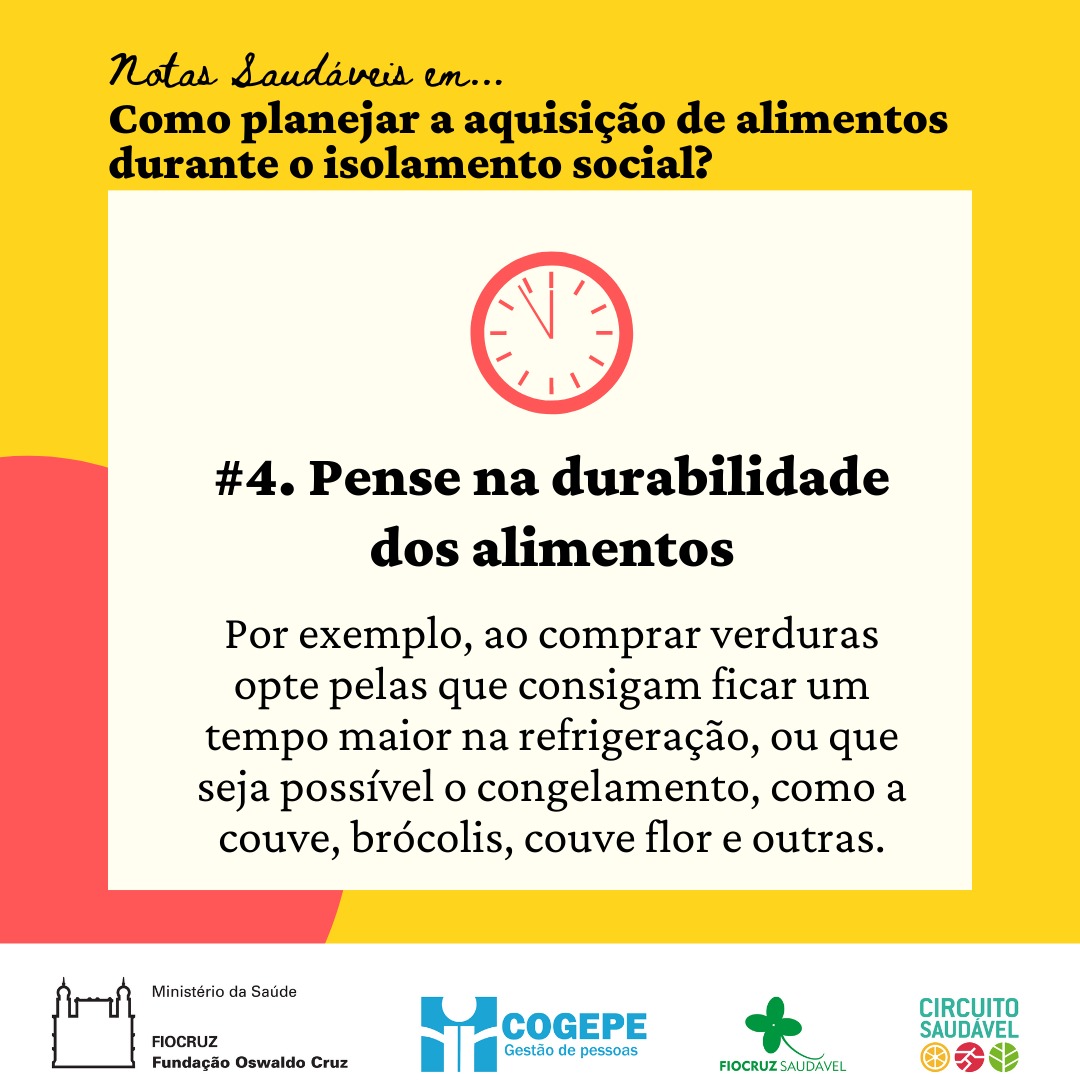 Notas Saudáveis em...
Como planejar a aquisição de alimentos
durante o isolamento social?
#4. Pense na durabilidade
dos alimentos
Por exemplo, ao comprar verduras
opte pelas que consigam ficar um
tempo maior na refrigeração, ou que
seja possível o congelamento, como a
couve, brócolis, couve flor e outras.
Ministério da Saúde
FIOCRUZ
Fundação Oswaldo Cruz
COGEPE
Gestão de pessoas
FIOCRUZ SAUDÁVEL
CIRCUITO
SAUDÁVEL